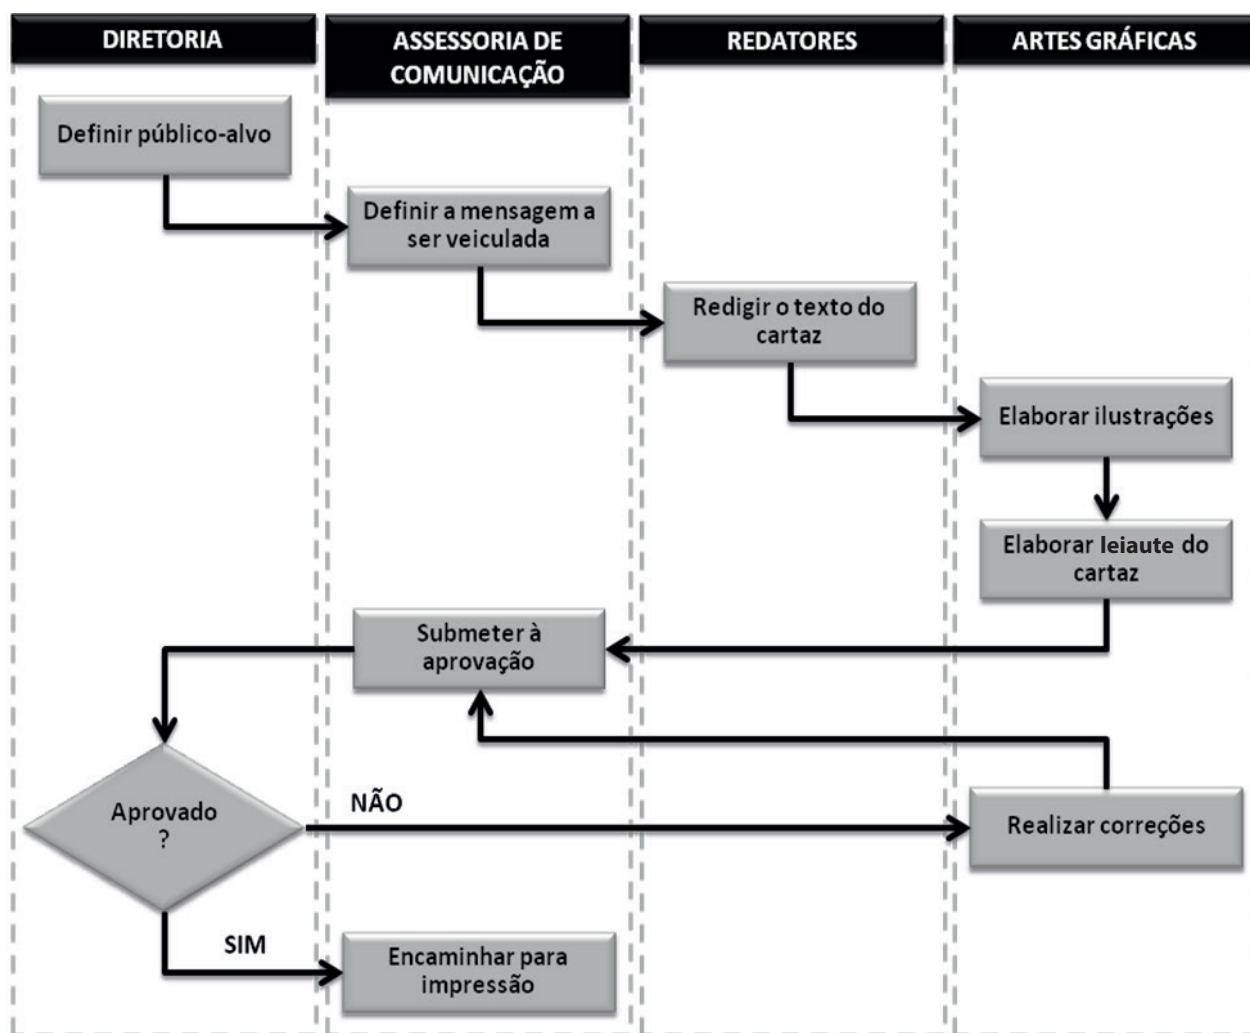 DIRETORIA
ASSESSORIA DE
COMUNICAÇÃO
REDATORES
ARTES GRÁFICAS
Definir público-alvo
Definir a mensagem a
ser veiculada
Redigir o texto do
cartaz
Elaborar ilustrações
Elaborar leiaute do
cartaz
Submeter à
aprovação
Aprovado
?
NÃO
Realizar correções
SIM
Encaminhar para
impressão